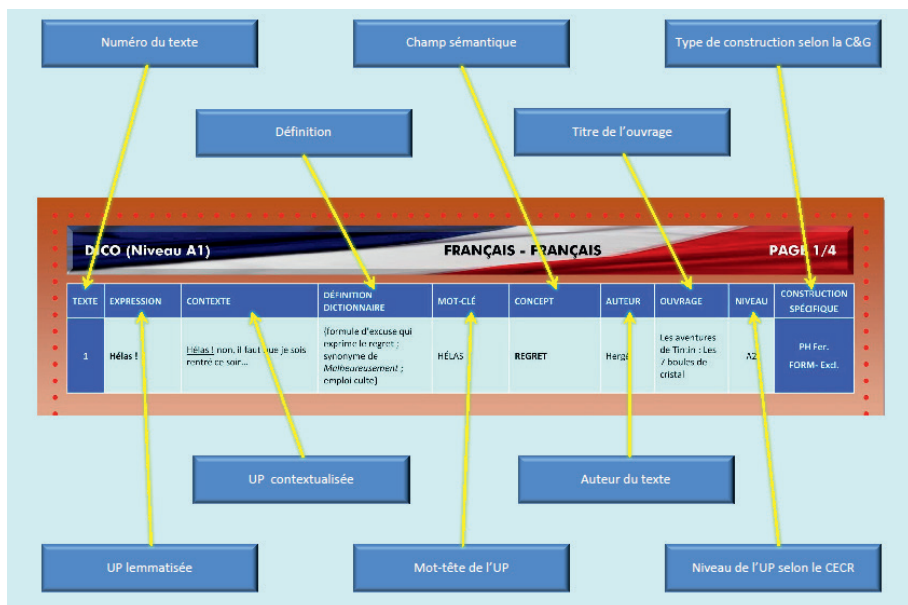 Numéro du texte
Champ sémantique
Type de construction selon la C&G
Définition
Titre de l'ouvrage
DICO (Niveau A1)
FRANÇAIS - FRANÇAIS
PAGE 1/4
TEXTE
EXPRESSION
CONTEXTE
DÉFINITION
DICTIONNAIRE
MOT-CLÉ
CONCEPT
AUTEUR
OUVRAGE
NIVEAU
CONSTRUCTION
SPÉCIFIQUE
1
Hélas !
Hélas ! non, il faut que je sois
rentré ce soir...
(formule d'excuse qui
exprime le regret ;
synonyme de
Malheureusement ;
emploi culte)
HÉLAS
REGRET
Hergé
Les aventures
de Tintin : Les
7 boules de
cristal
A2
PH Fer.
FORM- Excl.
UP contextualisée
Auteur du texte
UP lemmatisée
Mot-tête de l'UP
Niveau de l'UP selon le CECR